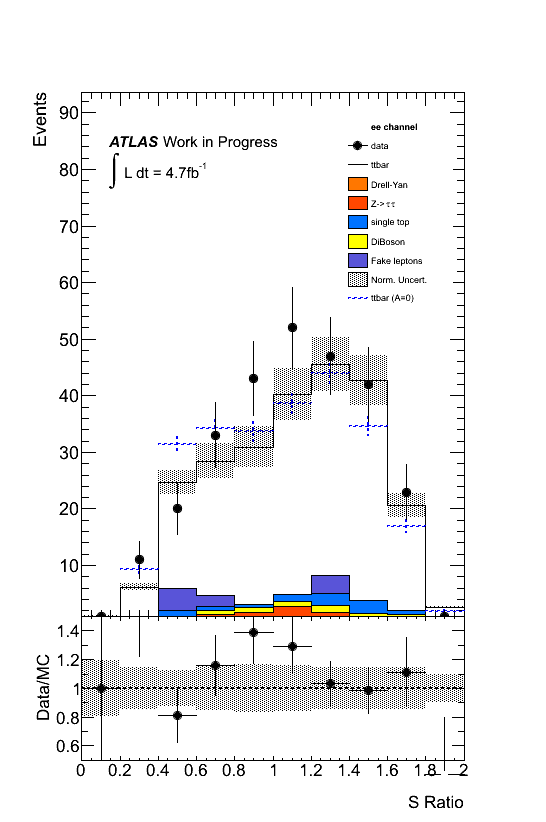 Events
90
80
70
60
50
40
30
20
10
ATLAS Work in Progress
∫ L dt = 4.7fb-1
ee channel
data
ttbar
Drell-Yan
Z->ττ
single top
DiBoson
Fake leptons
Norm. Uncert.
ttbar (A=0)
Data/MC
1.4
1.2
1
0.8
0.6
0 0.2 0.4 0.6 0.8 1 1.2 1.4 1.6 1.8 2
S Ratio